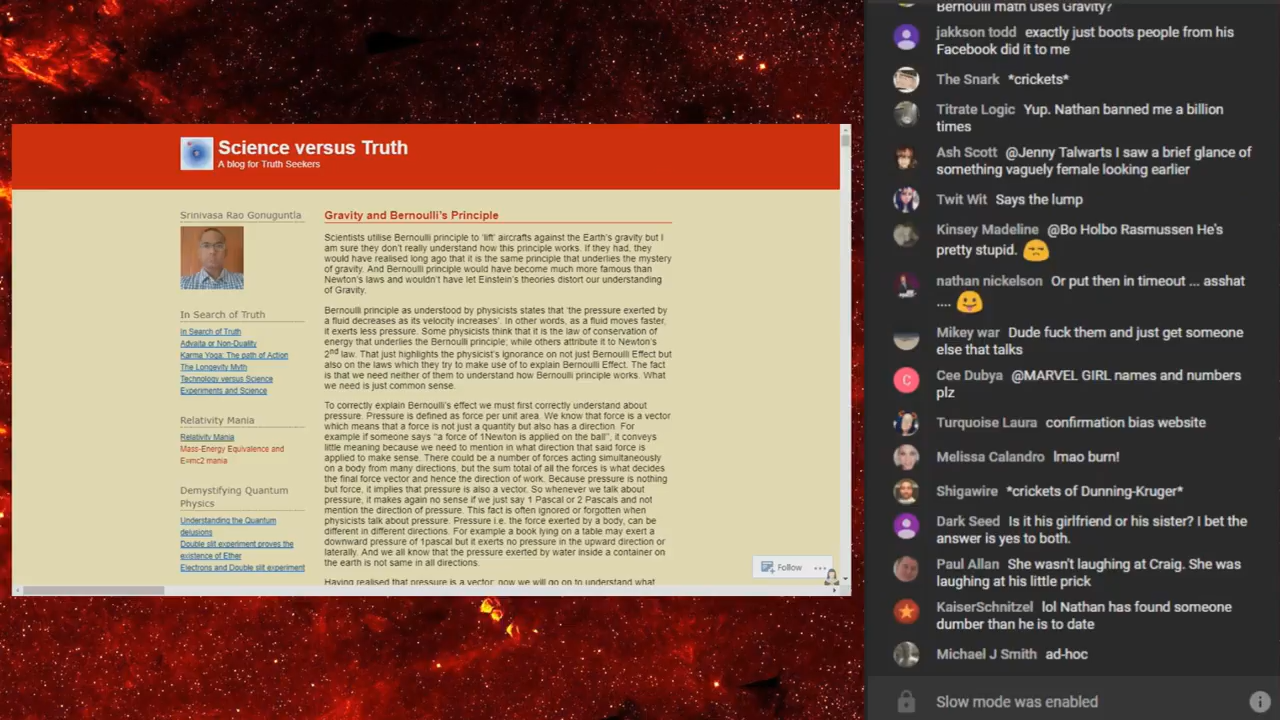 Science versus Truth
A blog for Truth Seekers
Srinivasa Rao Gonuguntla
In Search of Truth
In Search of Truth
Advaita or Non-Duality
Karma Yoga: The path of Action
The Longevity Myth
Technology versus Science
Experiments and Science
Relativity Mania
Relativity Mania
Mass-Energy Equivalence and
E=mc2 mania
Demystifying Quantum
Physics
Understanding the Quantum
delusions
Double slit experiment proves the
existence of Ether
Electrons and Double slit experiment
Gravity and Bernoulli's Principle
Scientists utilise Bernoulli principle to 'lift' aircrafts against the Earth's gravity but I
am sure they don't really understand how this principle works. If they had, they
would have realised long ago that it is the same principle that underlies the mystery
of gravity. And Bernoulli principle would have become much more famous than
Newton's laws and wouldn't have let Einstein's theories distort our understanding
of Gravity.
Bernoulli principle as understood by physicists states that 'the pressure exerted by
a fluid decreases as its velocity increases'. In other words, as a fluid moves faster,
it exerts less pressure. Some physicists think that it is the law of conservation of
energy that underlies the Bernoulli principle; while others attribute it to Newton's
2nd law. That just highlights the physicist's ignorance on not just Bernoulli Effect but
also on the laws which they try to make use of to explain Bernoulli Effect. The fact
is that we need neither of them to understand how Bernoulli principle works. What
we need is just common sense.
To correctly explain Bernoulli's effect we must first correctly understand about
pressure. Pressure is defined as force per unit area. We know that force is a vector
which means that a force is not just a quantity but also has a direction. For
example if someone says "a force of 1Newton is applied on the ball", it conveys
little meaning because we need to mention in what direction that said force is
applied to make sense. There could be a number of forces acting simultaneously
on a body from many directions, but the sum total of all the forces is what decides
the final force vector and hence the direction of work. Because pressure is nothing
but force, it implies that pressure is also a vector. So whenever we talk about
pressure, it makes again no sense if we just say 1 Pascal or 2 Pascals and not
mention the direction of pressure. This fact is often ignored or forgotten when
physicists talk about pressure. Pressure i.e. the force exerted by a body, can be
different in different directions. For example a book lying on a table may exert a
downward pressure of 1pascal but it exerts no pressure in the upward direction or
laterally. And we all know that the pressure exerted by water inside a container on
the earth is not same in all directions.
Having realised that pressure is a vector, now we will go on to understand what
Follow
Bernoulli math uses Gravity?
jakkson todd exactly just boots people from his
Facebook did it to me
The Snark *crickets*
Titrate Logic Yup. Nathan banned me a billion
times
Ash Scott @Jenny Talwarts I saw a brief glance of
something vaguely female looking earlier
Twit Wit Says the lump
Kinsey Madeline @Bo Holbo Rasmussen He's
pretty stupid.
nathan nickelson Or put then in timeout ... asshat
....
Mikey war Dude fuck them and just get someone
else that talks
Gee Dubya @MARVEL GIRL names and numbers
plz
Turquoise Laura confirmation bias website
Melissa Calandro lmao burn!
Shigawire *crickets of Dunning-Kruger*
Dark Seed Is it his girlfriend or his sister? I bet the
answer is yes to both.
Paul Allan She wasn't laughing at Craig. She was
laughing at his little prick
KaiserSchnitzel lol Nathan has found someone
dumber than he is to date
Michael J Smith ad-hoc
Slow mode was enabled